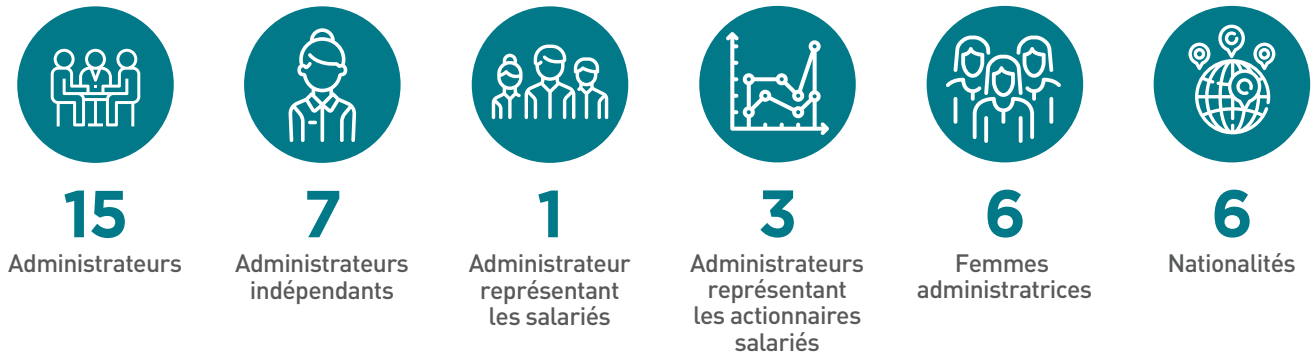 15
Administrateurs
7
Administrateurs
indépendants
1
Administrateur
représentant
les salariés
3
Administrateurs
représentant
les actionnaires
salariés
6
Femmes
administratrices
6
Nationalités